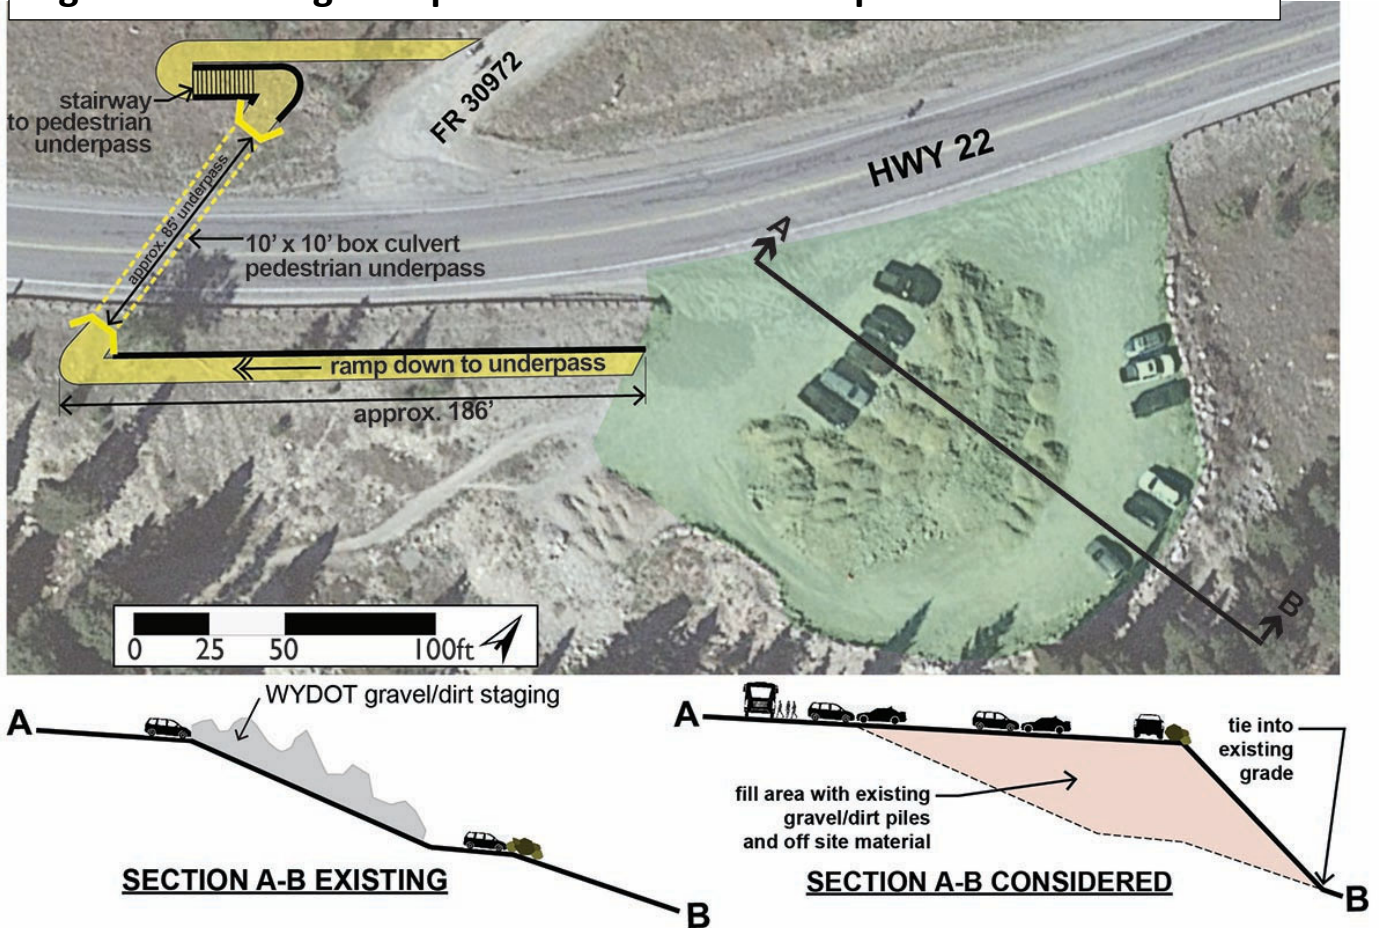 stairway
to pedestrian
underpass
FR 30972
HWY 22
approx. 85' underpass
10' x 10' box culvert
pedestrian underpass
ramp down to underpass
approx. 186'
A
B
0 25 50 100ft
WYDOT gravel/dirt staging
A
B
SECTION A-B EXISTING
A
tie into
existing
grade
fill area with existing
gravel/dirt piles
and off site material
B
SECTION A-B CONSIDERED